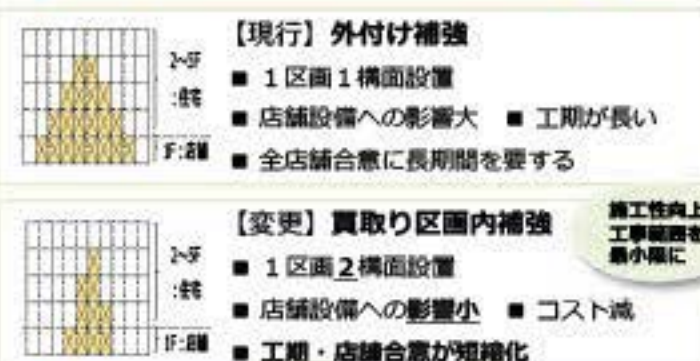 【現行】外付け補強
2~5F
:住宅
1F:店舗
■ 1区画1構面設置
■ 店舗設備への影響大 ■ 工期が長い
■ 全店舗合意に長期間を要する
【変更】買取り区画内補強
2~5F
:住宅
1F:店舗
■ 1区画2構面設置
■ 店舗設備への影響小 ■ コスト減
■ 工期・店舗合意が短縮化
施工性向上
工事範囲を
最小限に